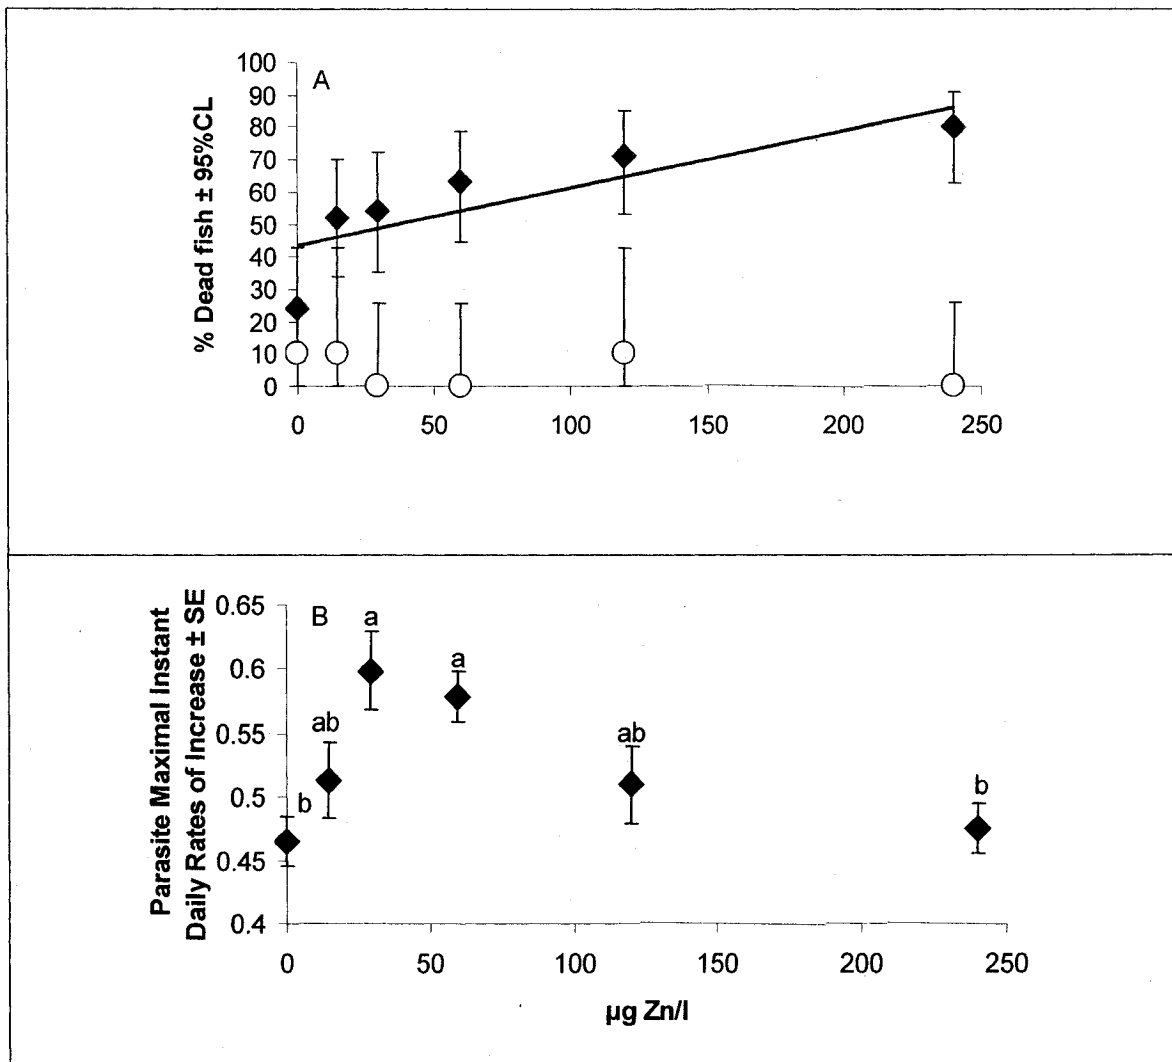 A
% Dead fish ± 95%CL
100
90
80
70
60
50
40
30
20
10
0
0 50 100 150 200 250
B
Parasite Maximal Instant
Daily Rates of Increase ± SE
0.65
0.6
0.55
0.5
0.45
0.4
b
ab
a
a
ab
b
0 50 100 150 200 250
µg Zn/l